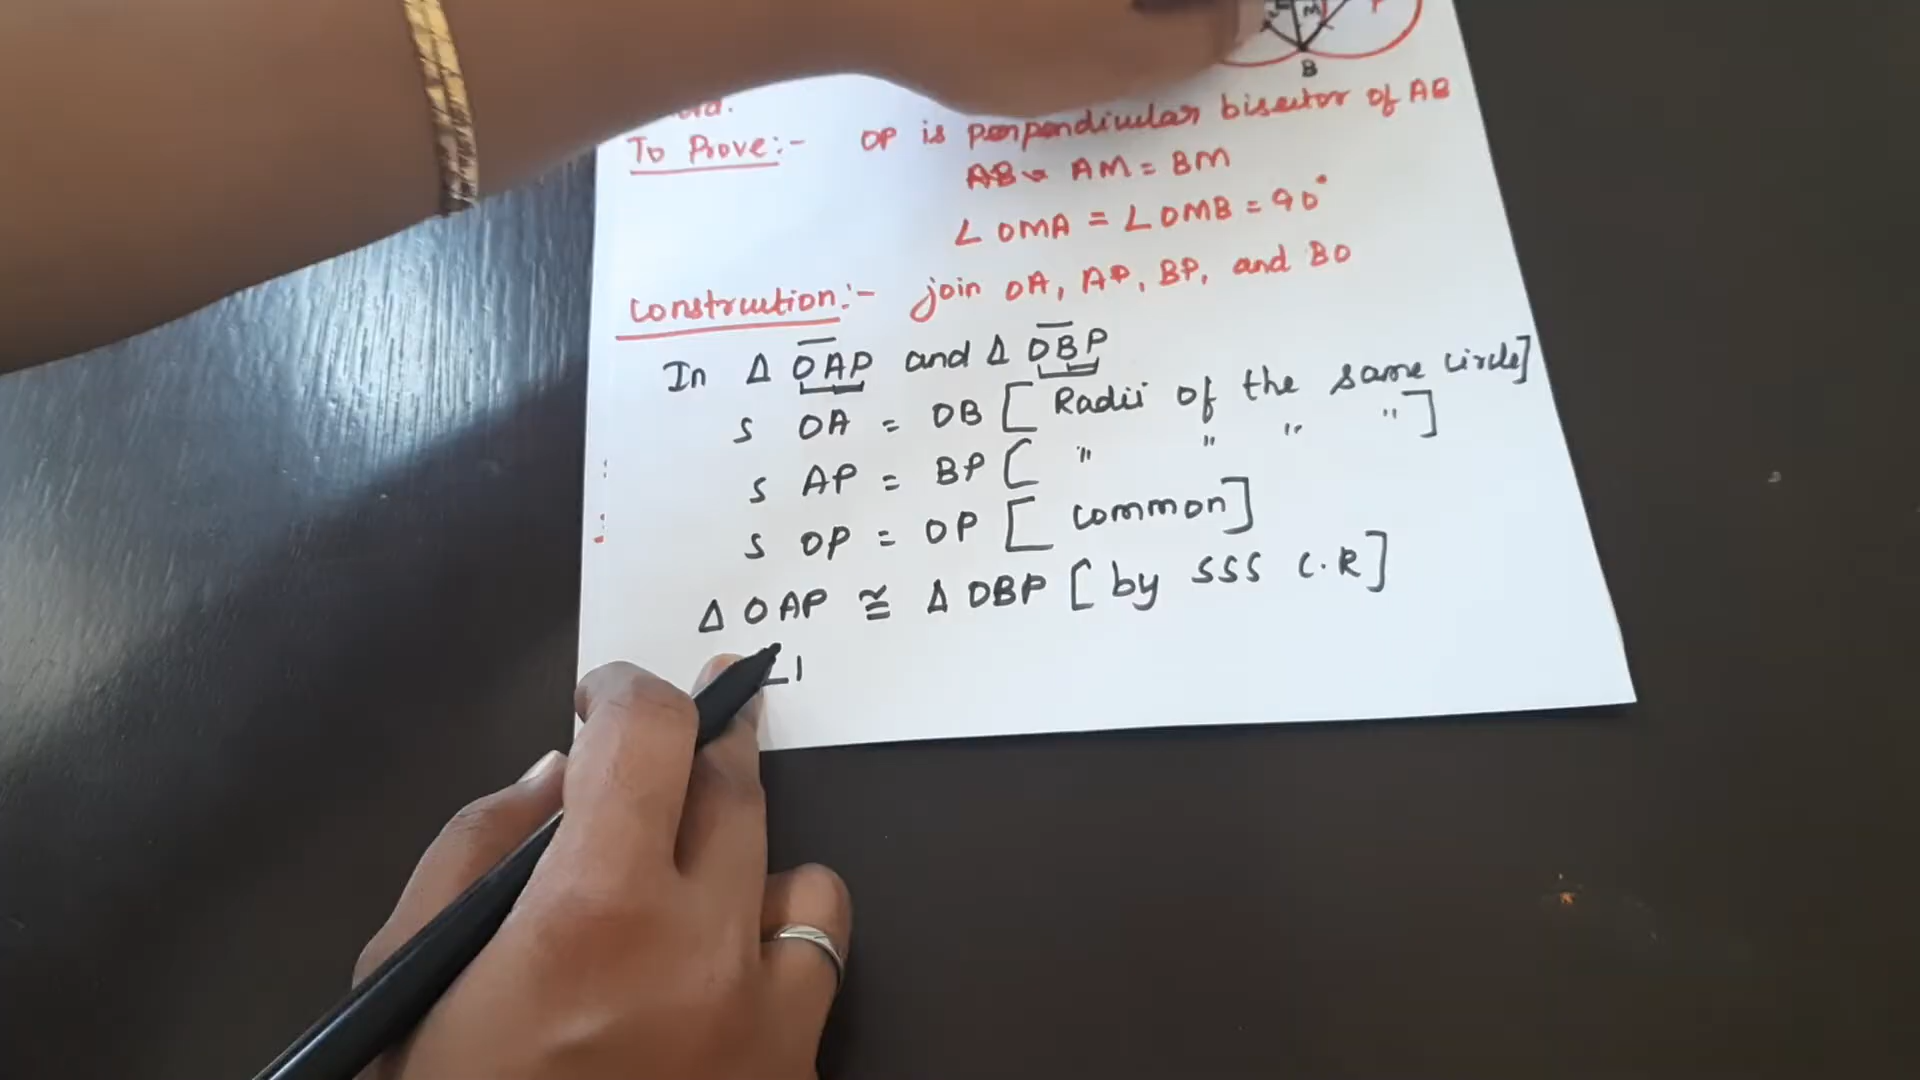 M
B
To Prove:- OP is perpendicular bisector of AB
AB AM = BM
∠ OMA = ∠ OMB = 90°
Construction:- join OA, AP, BP, and BO
In Δ OAP and Δ OBP
S OA = OB [ Radii of the same circle]
S AP = BP [ " " " " ]
S OP = OP [ common]
Δ OAP ≅ Δ OBP [ by SSS C.R]
∠1